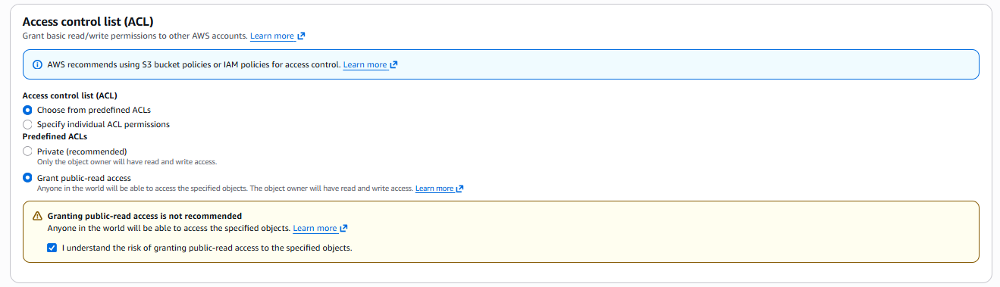 Access control list (ACL)
Grant basic read/write permissions to other AWS accounts. Learn more
AWS recommends using S3 bucket policies or IAM policies for access control. Learn more
Access control list (ACL)
Choose from predefined ACLs
Specify individual ACL permissions
Predefined ACLs
Private (recommended)
Only the object owner will have read and write access.
Grant public-read access
Anyone in the world will be able to access the specified objects. The object owner will have read and write access. Learn more
Granting public-read access is not recommended
Anyone in the world will be able to access the specified objects. Learn more
I understand the risk of granting public-read access to the specified objects.